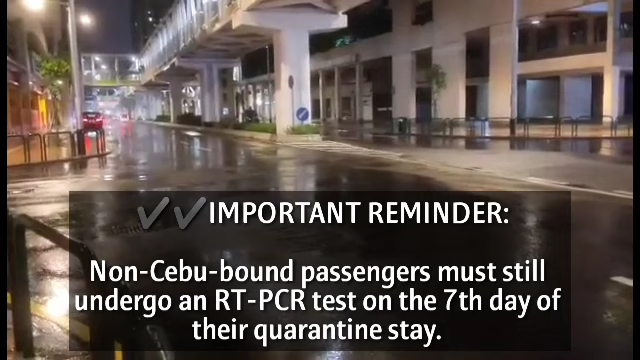 ✔✔IMPORTANT REMINDER:
Non-Cebu-bound passengers must still
undergo an RT-PCR test on the 7th day of
their quarantine stay.